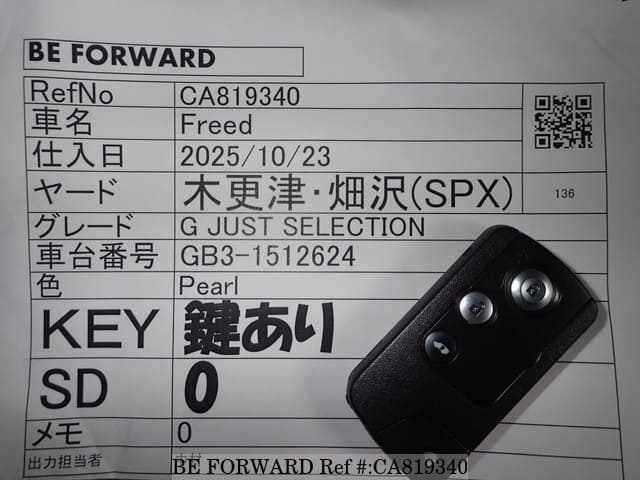 BE FORWARD
RefNo CA819340
車名 Freed
仕入日 2025/10/23
ヤード 木更津・畑沢(SPX) 136
グレード G JUST SELECTION
車台番号 GB3-1512624
色 Pearl
KEY 鍵あり
SD 0
メモ 0
出力担当者
BE FORWARD Ref #:CA819340